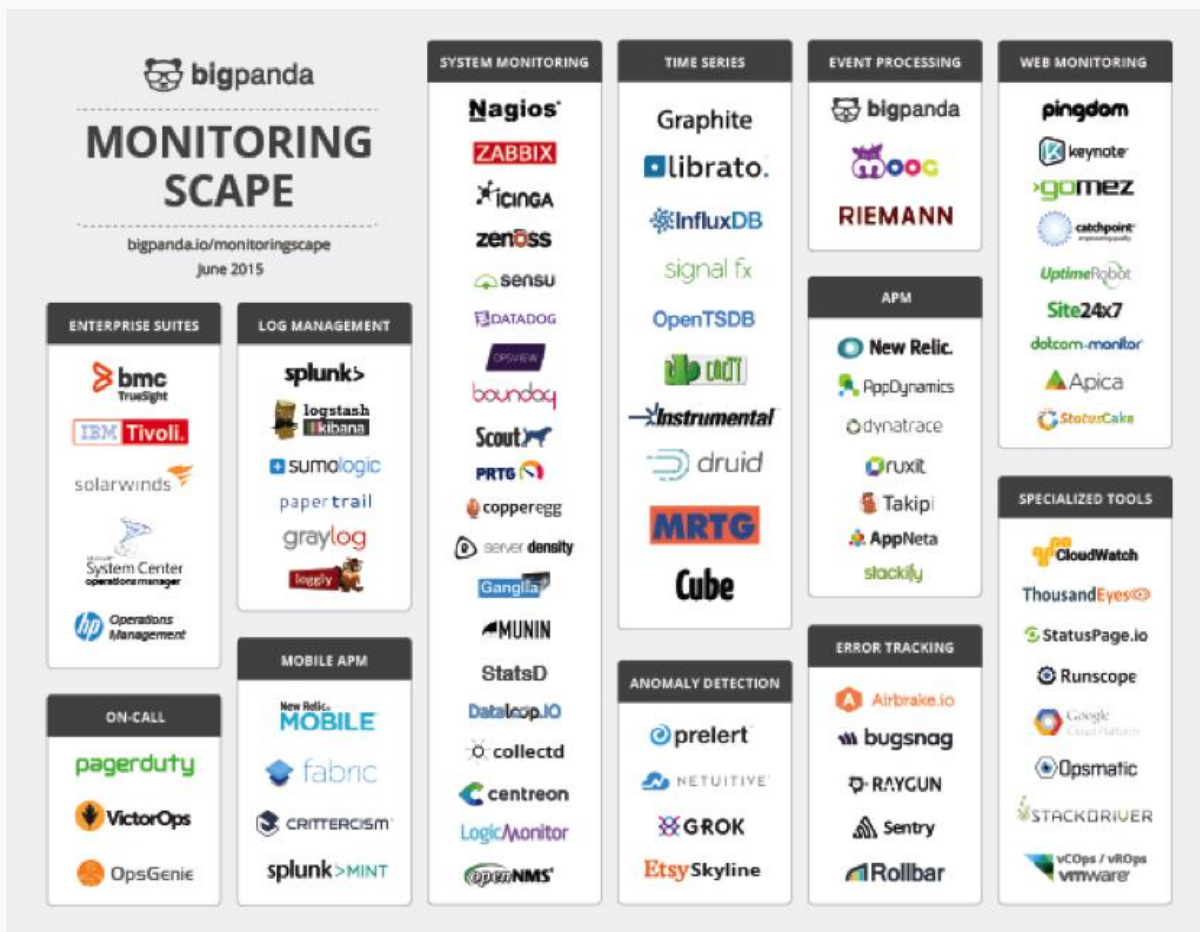 bigpanda
MONITORING
SCAPE
bigpanda.io/monitoringscape
June 2015
ENTERPRISE SUITES
bmc
TrueSight
IBM Tivoli.
solarwinds
System Center
operations manager
hp Operations
Management
ON-CALL
pagerduty
VictorOps
OpsGenie
LOG MANAGEMENT
splunk>
logstash
kibana
sumologic
papertrail
graylog
loggly
MOBILE APM
New Relic.
MOBILE
fabric
CRITTERCISM
splunk>MINT
SYSTEM MONITORING
Nagios
ZABBIX
iCINGA
zenoss
sensu
DATADOG
OPSVIEW
boundary
Scout
PRTG
copperegg
server density
Ganglia
MUNIN
StatsD
Dataloop.IO
collectd
centreon
LogicMonitor
openNMS
TIME SERIES
Graphite
librato.
InfluxDB
signal fx
OpenTSDB
cacti
Instrumental
druid
MRTG
Cube
ANOMALY DETECTION
prelert
NETUITIVE
GROK
Etsy Skyline
EVENT PROCESSING
bigpanda
moog
RIEMANN
APM
New Relic.
AppDynamics
dynatrace
ruxit
Takipi
AppNeta
stackify
ERROR TRACKING
Airbrake.io
bugsnag
RAYGUN
Sentry
Rollbar
WEB MONITORING
pingdom
keynote
gomez
catchpoint
UptimeRobot
Site24x7
dotcom-monitor
Apica
StatusCake
SPECIALIZED TOOLS
CloudWatch
ThousandEyes
StatusPage.io
Runscope
Google
Cloud Platform
Opsmatic
STACKDRIVER
vCOps / vROps
vmware